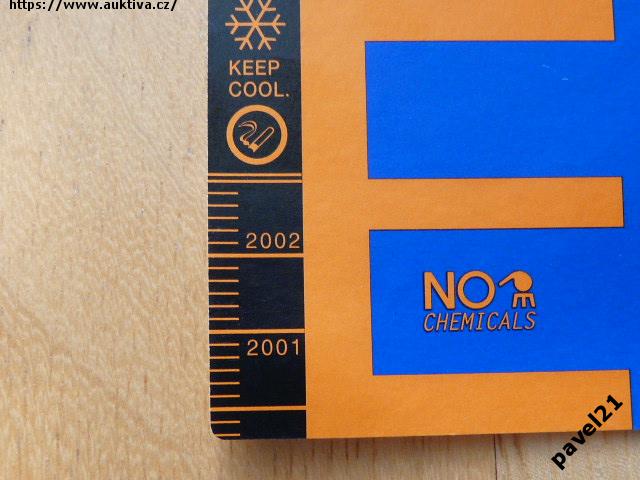 https://www.auktiva.cz/
KEEP
COOL.
2002
NO
CHEMICALS
2001
pavel21